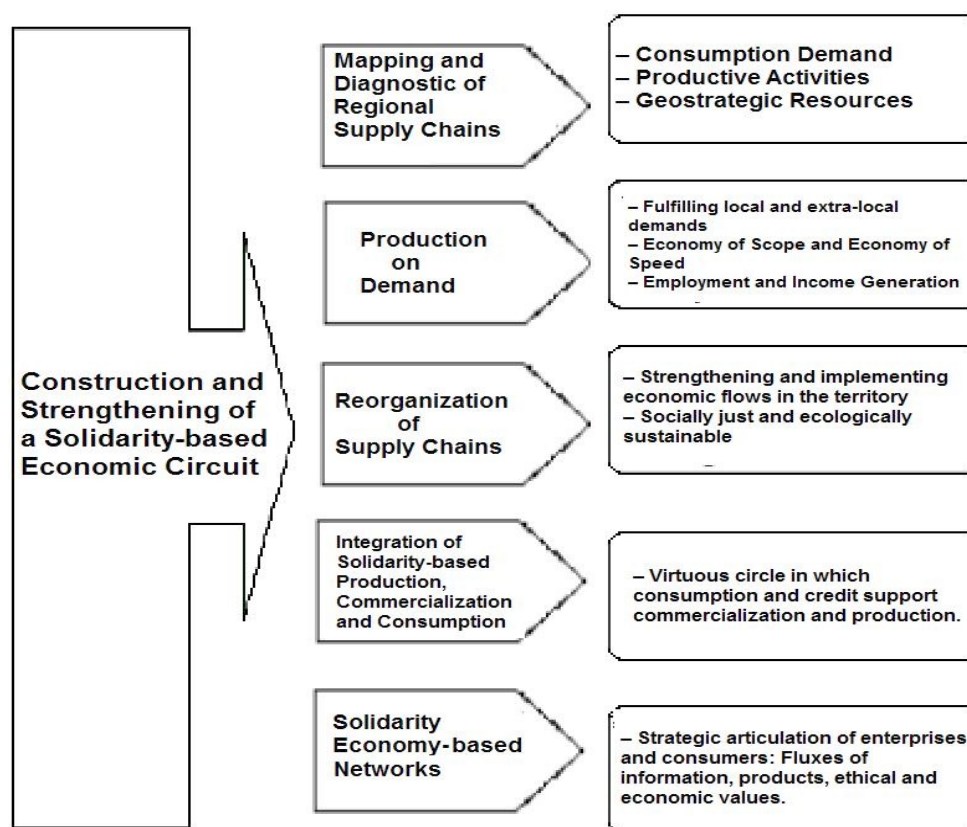 Construction and
Strengthening of
a Solidarity-based
Economic Circuit
Mapping and
Diagnostic of
Regional
Supply Chains
– Consumption Demand
– Productive Activities
– Geostrategic Resources
Production
on
Demand
– Fulfilling local and extra-local
demands
– Economy of Scope and Economy of
Speed
– Employment and Income Generation
Reorganization
of
Supply Chains
– Strengthening and implementing
economic flows in the territory
– Socially just and ecologically
sustainable
Integration of
Solidarity-based
Production,
Commercialization
and Consumption
– Virtuous circle in which
consumption and credit support
commercialization and production.
Solidarity
Economy-based
Networks
– Strategic articulation of enterprises
and consumers: Fluxes of
information, products, ethical and
economic values.